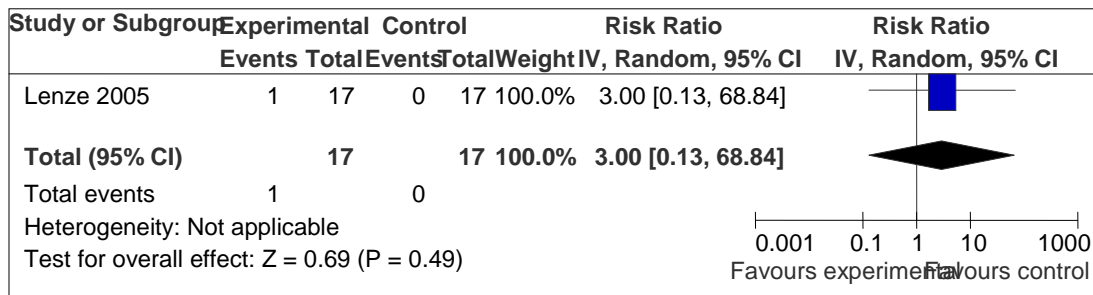 Study or Subgroup Experimental Control Risk Ratio Risk Ratio
Events Total Events Total Weight IV, Random, 95% CI IV, Random, 95% CI
Lenze 2005 1 17 0 17 100.0% 3.00 [0.13, 68.84]
Total (95% CI) 17 17 100.0% 3.00 [0.13, 68.84]
Total events 1 0
Heterogeneity: Not applicable
Test for overall effect: Z = 0.69 (P = 0.49)
0.001 0.1 1 10 1000
Favours experimental Favours control